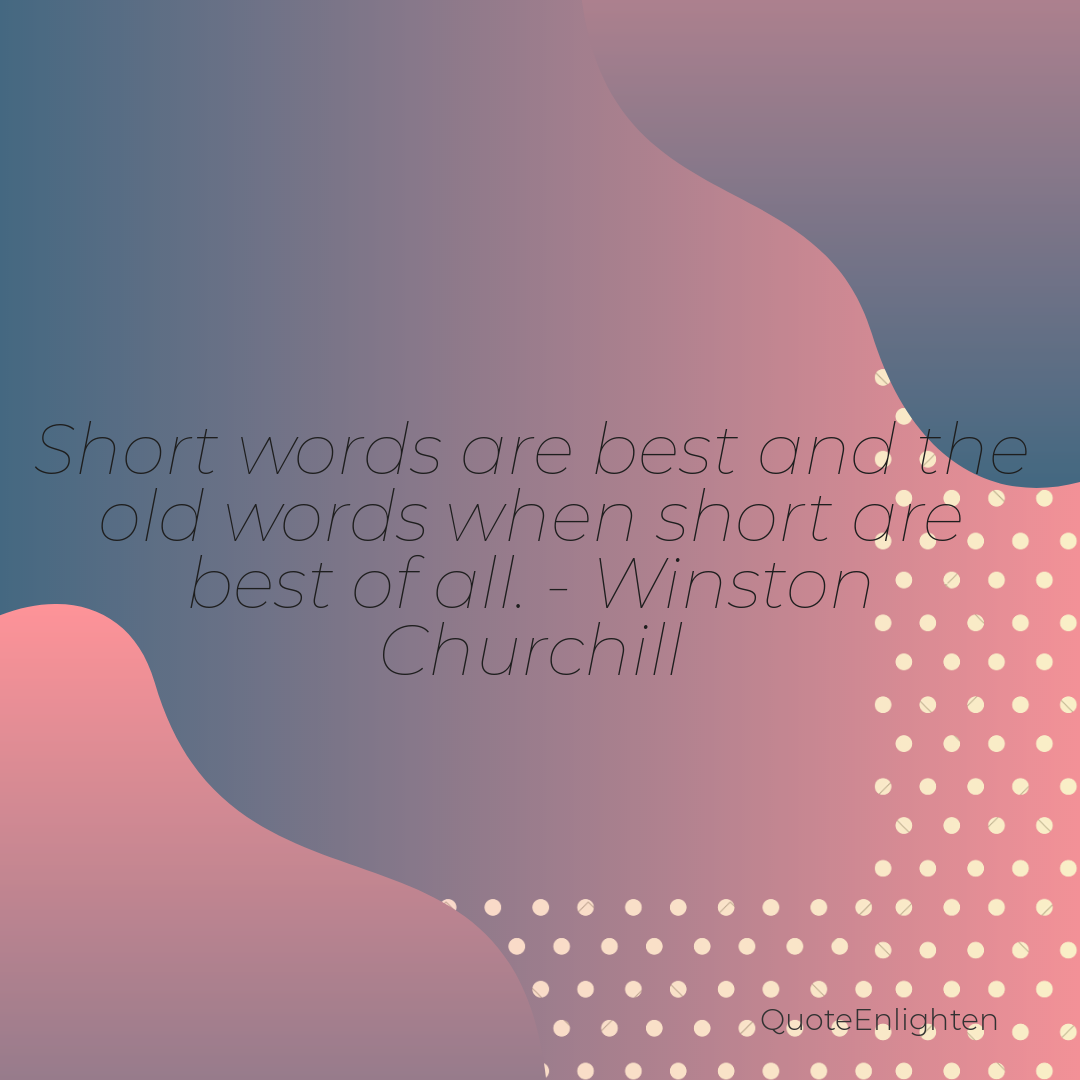 Short words are best and the
old words when short are
best of all. - Winston
Churchill
QuoteEnlighten